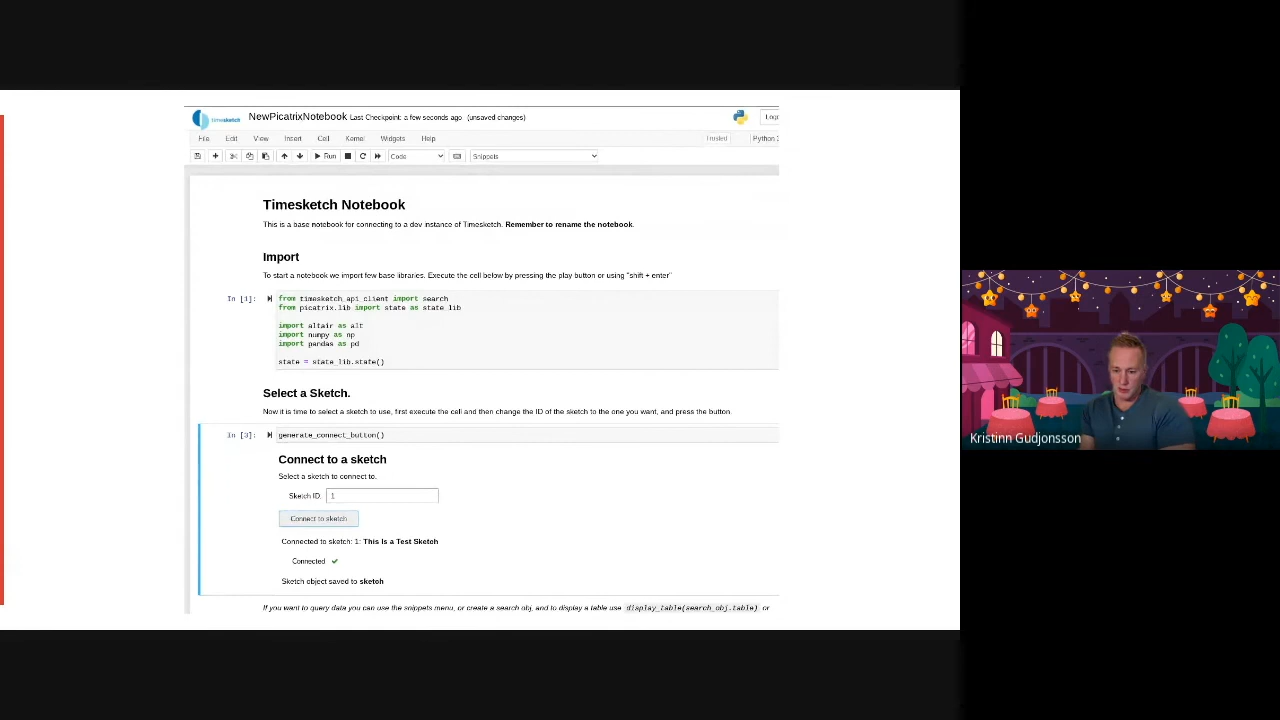 timesketch NewPicatrixNotebook Last Checkpoint: a few seconds ago (unsaved changes)
File Edit View Insert Cell Kernel Widgets Help Trusted Python
Run Code Snippets
Timesketch Notebook
This is a base notebook for connecting to a dev instance of Timesketch. Remember to rename the notebook.
Import
To start a notebook we import few base libraries. Execute the cell below by pressing the play button or using "shift + enter"
In [1]: from timesketch_api_client import search
from picatrix.lib import state as state_lib
import altair as alt
import numpy as np
import pandas as pd
state = state_lib.state()
Select a Sketch.
Now it is time to select a sketch to use, first execute the cell and then change the ID of the sketch to the one you want, and press the button.
In [3]: generate_connect_button()
Connect to a sketch
Select a sketch to connect to.
Sketch ID: 1
Connect to sketch
Connected to sketch: 1: This Is a Test Sketch
Connected ✔
Sketch object saved to sketch
If you want to query data you can use the snippets menu, or create a search obj, and to display a table use display_table(search_obj.table) or
Kristinn Gudjonsson